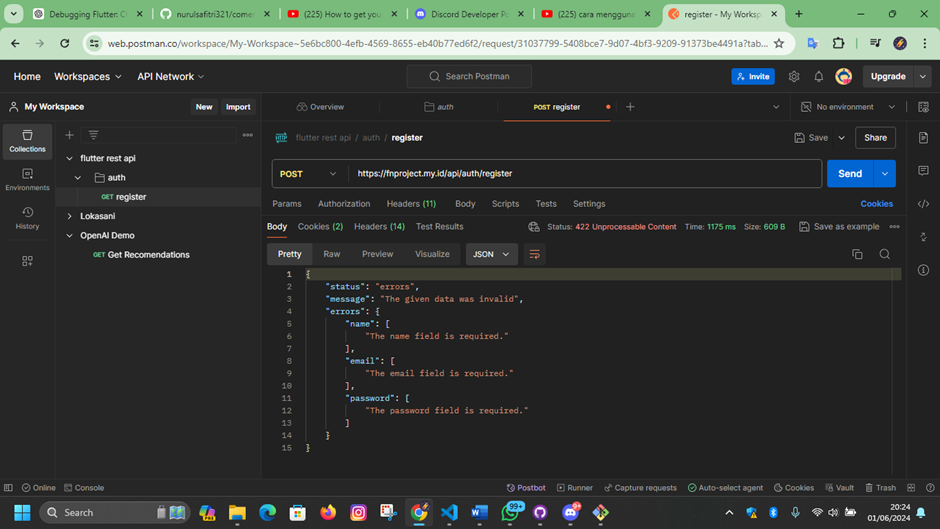 Debugging Flutter: C
nurulsafitri321/comer
(225) How to get your
Discord Developer Po
(225) cara mengguna
register - My Workspa
web.postman.co/workspace/My-Workspace~5e6bc800-4efb-4569-8655-eb40b77ed6f2/request/31037799-5408bce7-9d07-4bf3-9209-91373be4491a?tab...
Home Workspaces API Network Search Postman Invite Upgrade
My Workspace New Import Overview auth POST register No environment
Collections
Environments
History
flutter rest api
auth
GET register
Lokasani
OpenAI Demo
GET Get Recomendations
HTTP flutter rest api / auth / register Save Share
POST https://fnproject.my.id/api/auth/register Send
Params Authorization Headers (11) Body Scripts Tests Settings Cookies
Body Cookies (2) Headers (14) Test Results Status: 422 Unprocessable Content Time: 1175 ms Size: 609 B Save as example
Pretty Raw Preview Visualize JSON
1 {
2 "status": "errors",
3 "message": "The given data was invalid",
4 "errors": {
5 "name": [
6 "The name field is required."
7 ],
8 "email": [
9 "The email field is required."
10 ],
11 "password": [
12 "The password field is required."
13 ]
14 }
15 }
Online Console Postbot Runner Capture requests Auto-select agent Cookies Vault Trash
Search 99+ 9+ 20:24
01/06/2024